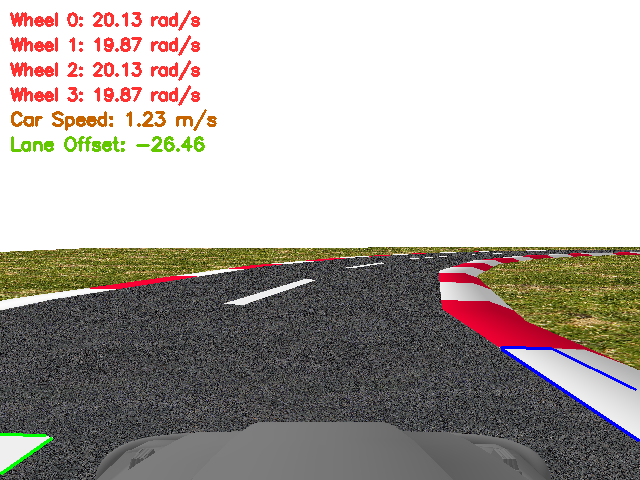 Wheel 0: 20.13 rad/s
Wheel 1: 19.87 rad/s
Wheel 2: 20.13 rad/s
Wheel 3: 19.87 rad/s
Car Speed: 1.23 m/s
Lane Offset: -26.46